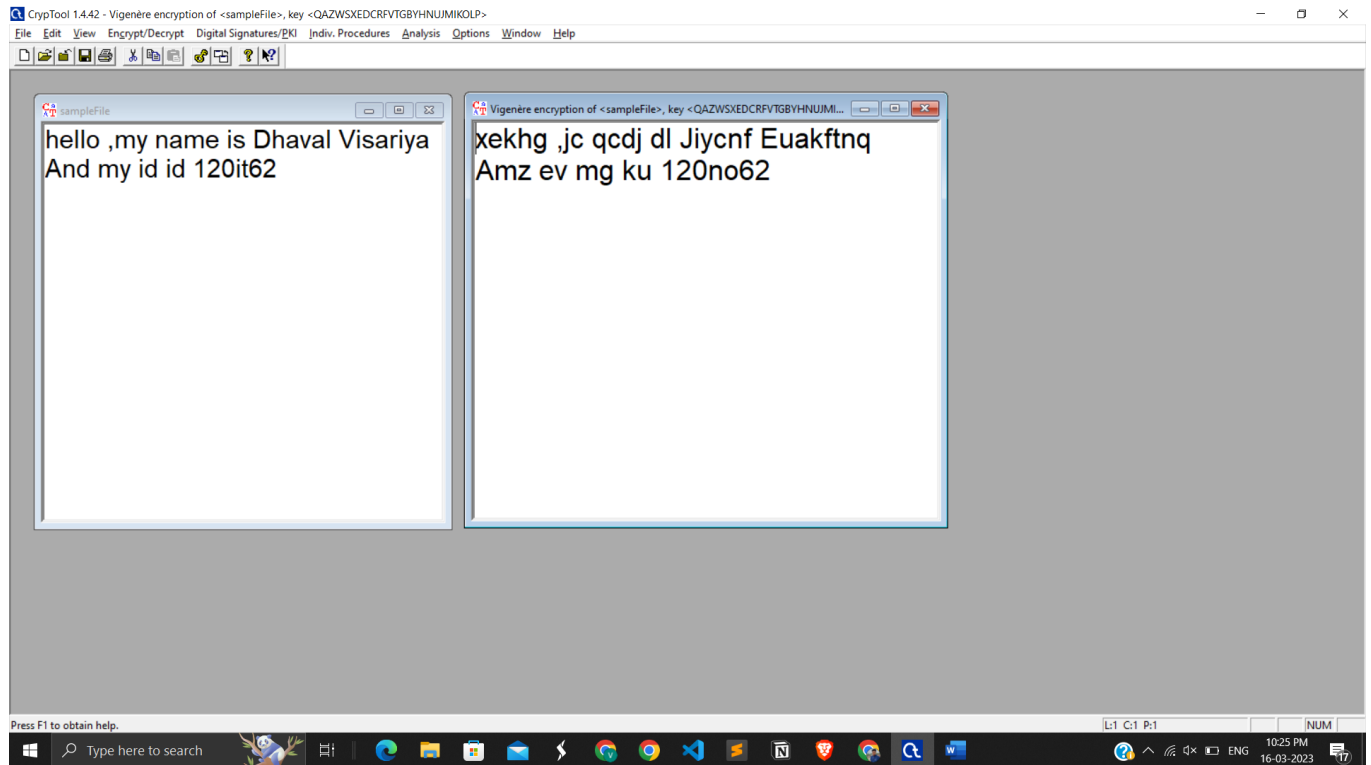 CrypTool 1.4.42 - Vigenère encryption of <sampleFile>, key <QAZWSXEDCRFVTGBYHNUJMIKOLP>
File Edit View Encrypt/Decrypt Digital Signatures/PKI Indiv. Procedures Analysis Options Window Help
sampleFile
hello ,my name is Dhaval Visariya
And my id id 120it62
Vigenère encryption of <sampleFile>, key <QAZWSXEDCRFVTGBYHNUJMI...
xekhg ,jc qcdj dl Jiycnf Euakftnq
Amz ev mg ku 120no62
Press F1 to obtain help.
L:1 C:1 P:1
NUM
Type here to search
ENG
10:25 PM
16-03-2023
17